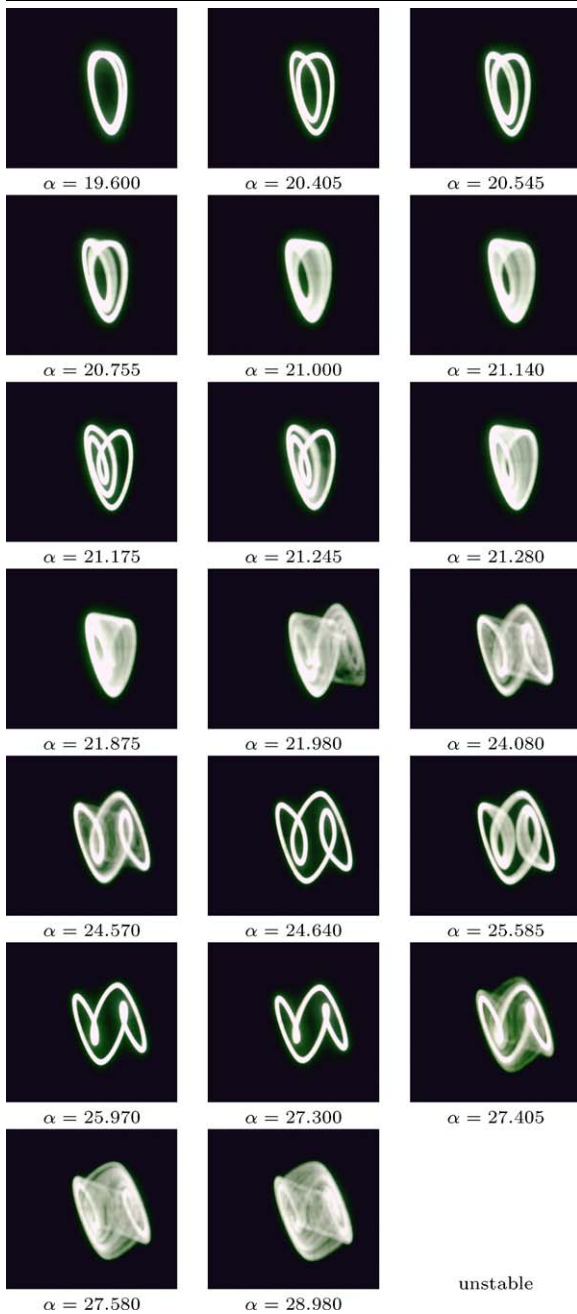 α = 19.600 α = 20.405 α = 20.545
α = 20.755 α = 21.000 α = 21.140
α = 21.175 α = 21.245 α = 21.280
α = 21.875 α = 21.980 α = 24.080
α = 24.570 α = 24.640 α = 25.585
α = 25.970 α = 27.300 α = 27.405
unstable
α = 27.580 α = 28.980